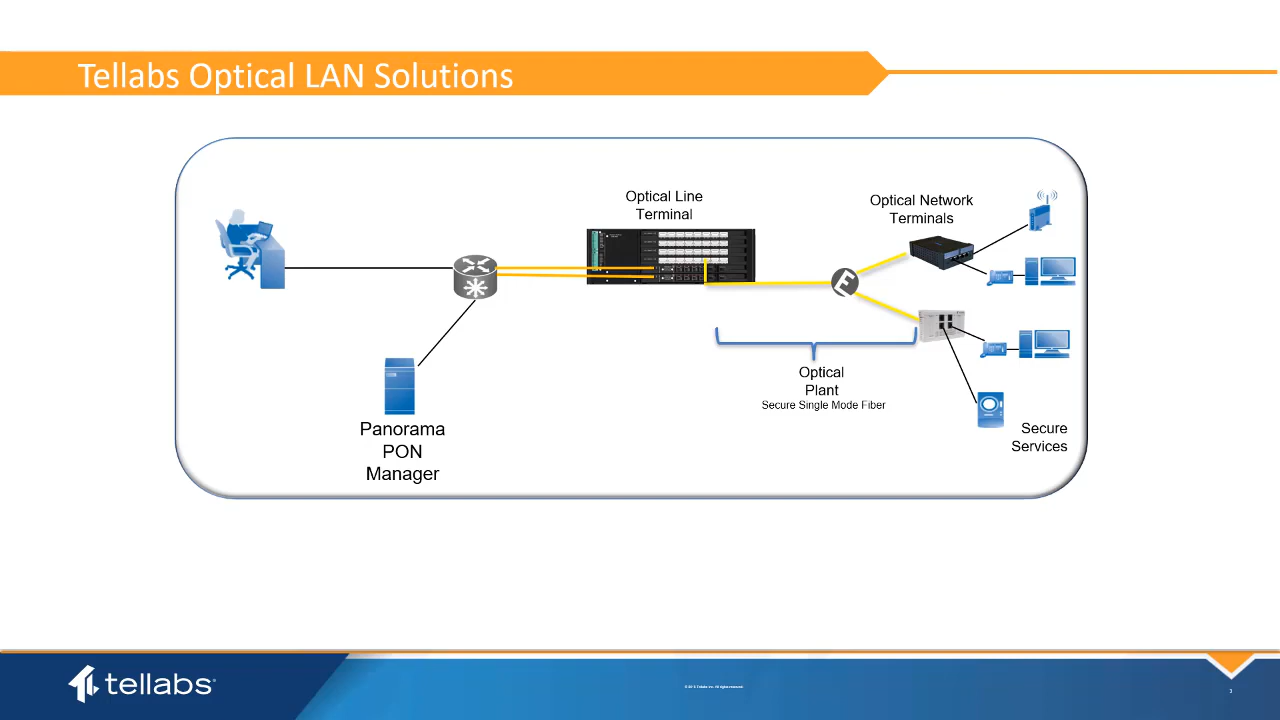 Tellabs Optical LAN Solutions
Optical Line
Terminal
Optical Network
Terminals
Optical
Plant
Secure Single Mode Fiber
Panorama
PON
Manager
Secure
Services
tellabs
3